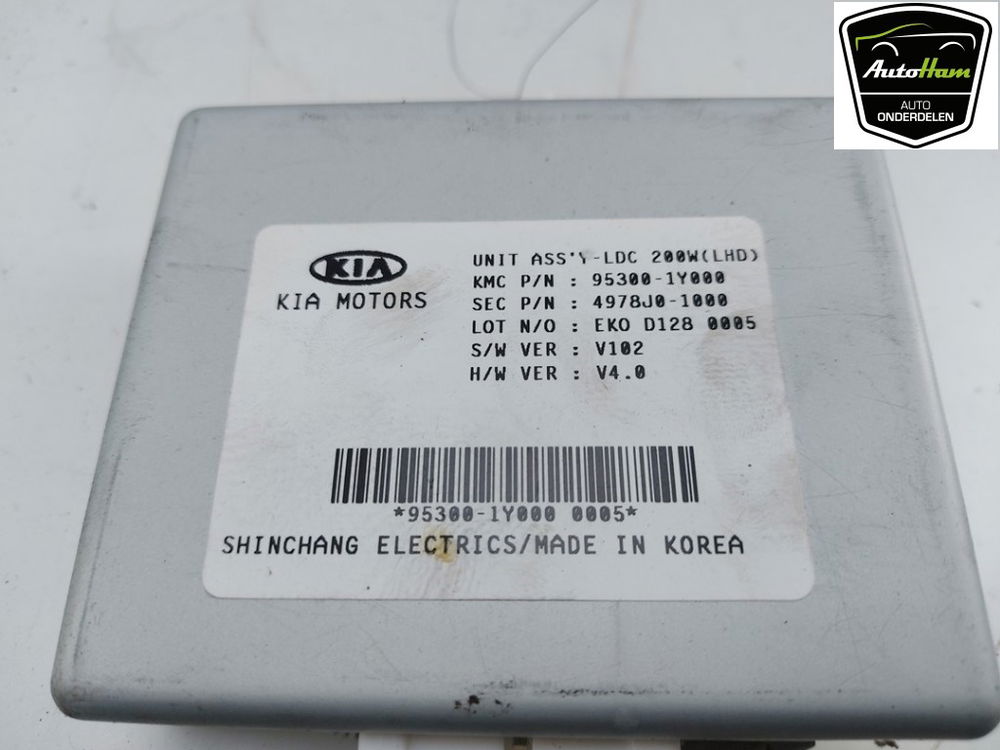 AutoHam
AUTO
ONDERDELEN
KIA
KIA MOTORS
UNIT ASS'Y-LDC 200W(LHD)
KMC P/N : 95300-1Y000
SEC P/N : 4978J0-1000
LOT N/O : EKO D128 0005
S/W VER : V102
H/W VER : V4.0
*95300-1Y000 0005*
SHINCHANG ELECTRICS/MADE IN KOREA